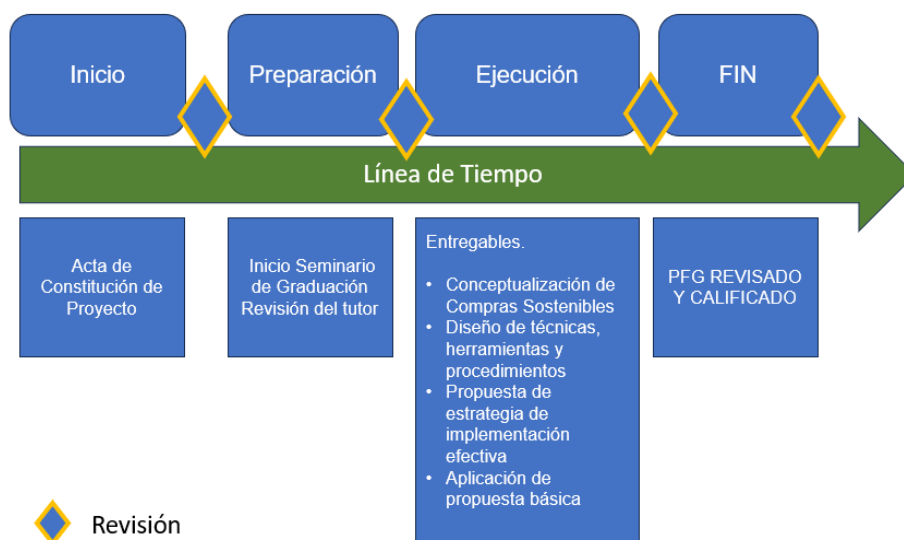 Inicio
Preparación
Ejecución
FIN
Línea de Tiempo
Acta de
Constitución de
Proyecto
Inicio Seminario
de Graduación
Revisión del tutor
Entregables.
• Conceptualización de
Compras Sostenibles
• Diseño de técnicas,
herramientas y
procedimientos
• Propuesta de
estrategia de
implementación
efectiva
• Aplicación de
propuesta básica
PFG REVISADO
Y CALIFICADO
Revisión